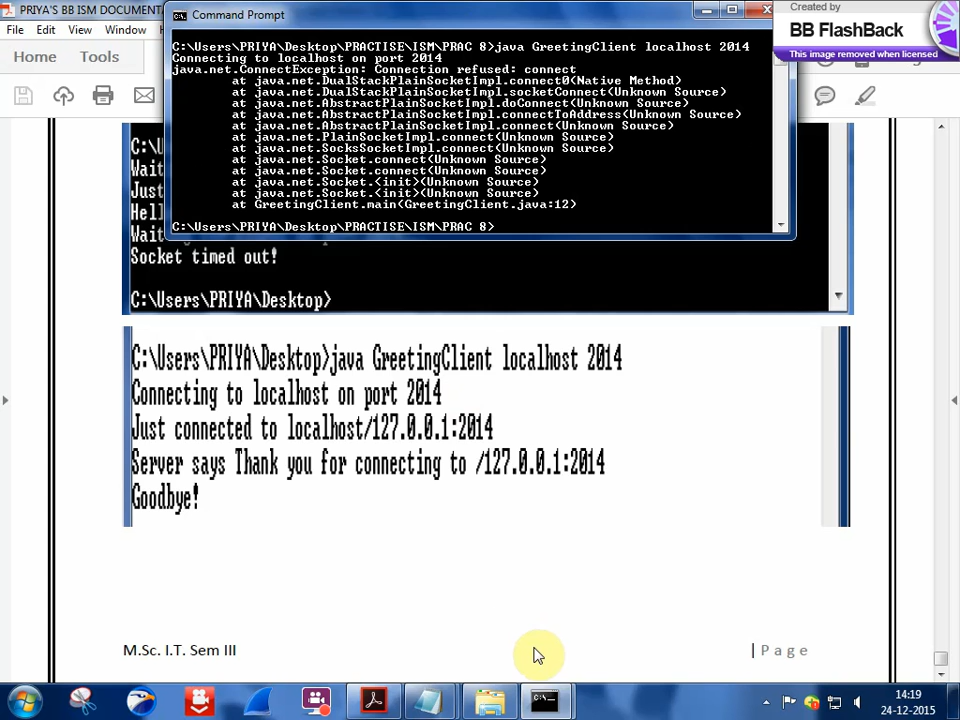 PRIYA'S BB ISM DOCUMENTA
Command Prompt
Created by
BB FlashBack
This image removed when licensed
File Edit View Window
Home Tools
C:\Users\PRIYA\Desktop\PRACTISE\ISM\PRAC 8>java GreetingClient localhost 2014
Connecting to localhost on port 2014
java.net.ConnectException: Connection refused: connect
at java.net.DualStackPlainSocketImpl.connect0(Native Method)
at java.net.DualStackPlainSocketImpl.socketConnect(Unknown Source)
at java.net.AbstractPlainSocketImpl.doConnect(Unknown Source)
at java.net.AbstractPlainSocketImpl.connectToAddress(Unknown Source)
at java.net.AbstractPlainSocketImpl.connect(Unknown Source)
at java.net.PlainSocketImpl.connect(Unknown Source)
at java.net.SocksSocketImpl.connect(Unknown Source)
at java.net.Socket.connect(Unknown Source)
at java.net.Socket.connect(Unknown Source)
at java.net.Socket.<init>(Unknown Source)
at java.net.Socket.<init>(Unknown Source)
at GreetingClient.main(GreetingClient.java:12)
C:\Users\PRIYA\Desktop\PRACTISE\ISM\PRAC 8>
C:\U
Wait
Just
Hell
Wait
Socket timed out!
C:\Users\PRIYA\Desktop>
C:\Users\PRIYA\Desktop>java GreetingClient localhost 2014
Connecting to localhost on port 2014
Just connected to localhost/127.0.0.1:2014
Server says Thank you for connecting to /127.0.0.1:2014
Goodbye!
M.Sc. I.T. Sem III
| Page
14:19
24-12-2015